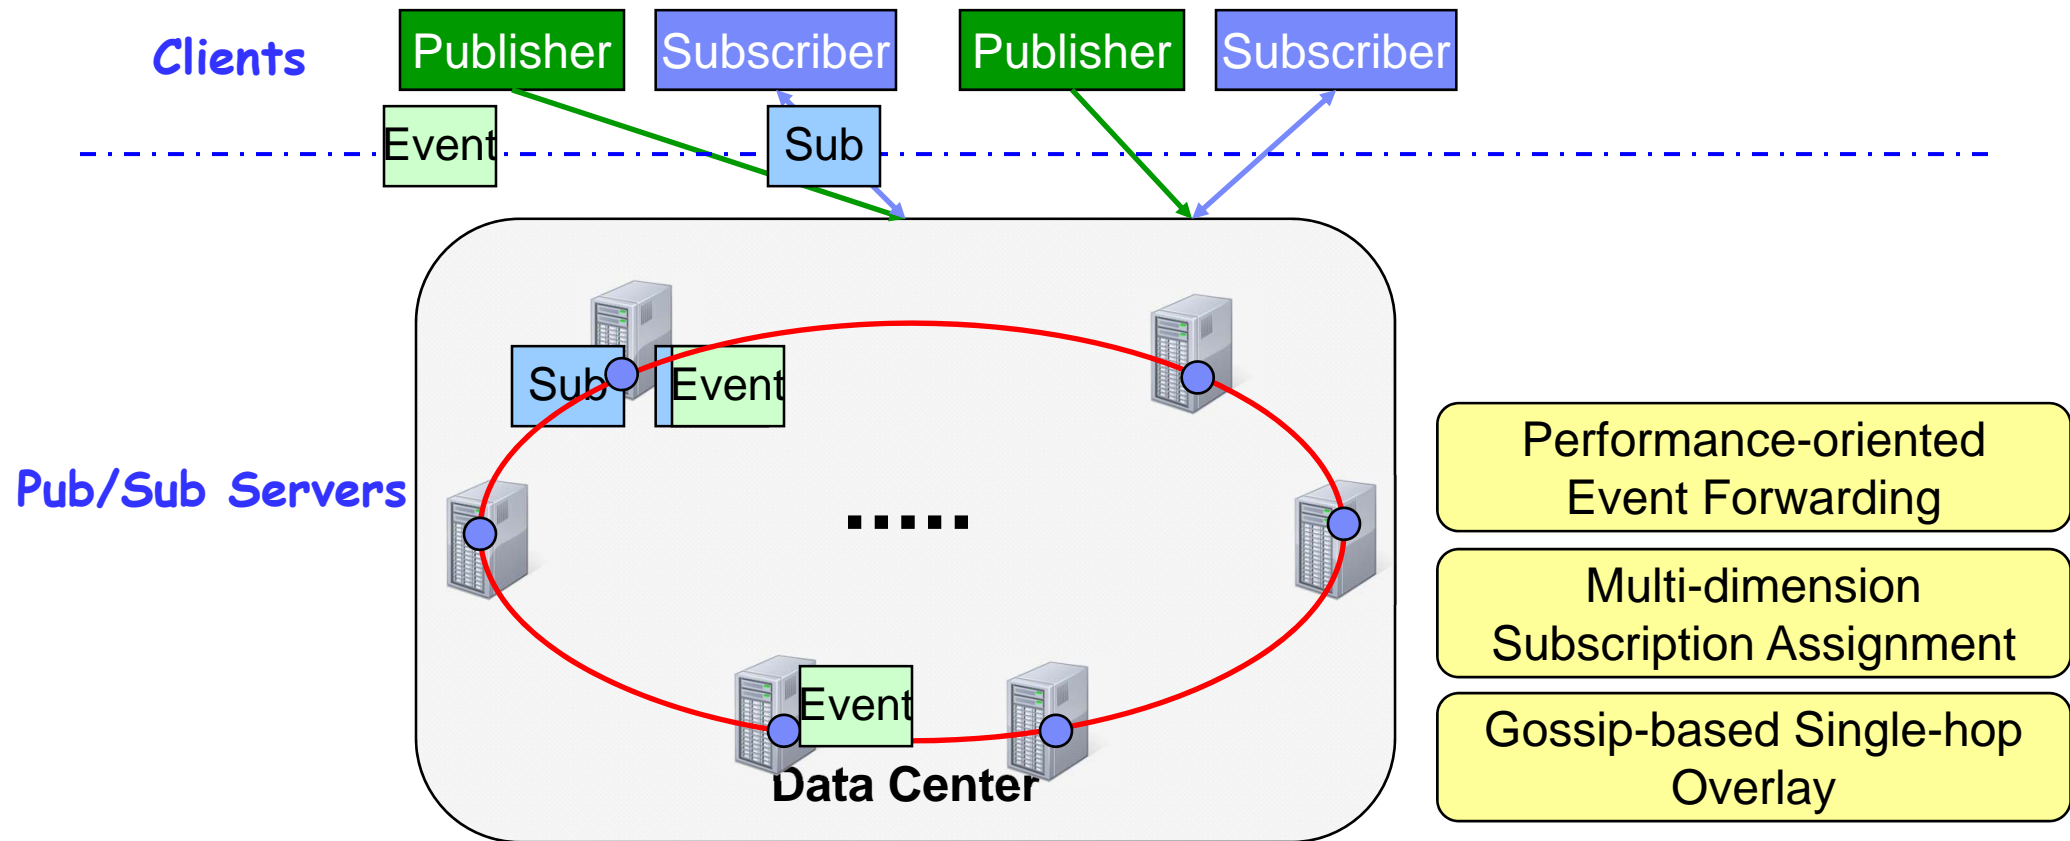 Clients
Publisher
Subscriber
Publisher
Subscriber
Event
Sub
Sub
Event
Pub/Sub Servers
.....
Performance-oriented
Event Forwarding
Multi-dimension
Subscription Assignment
Event
Gossip-based Single-hop
Overlay
Data Center